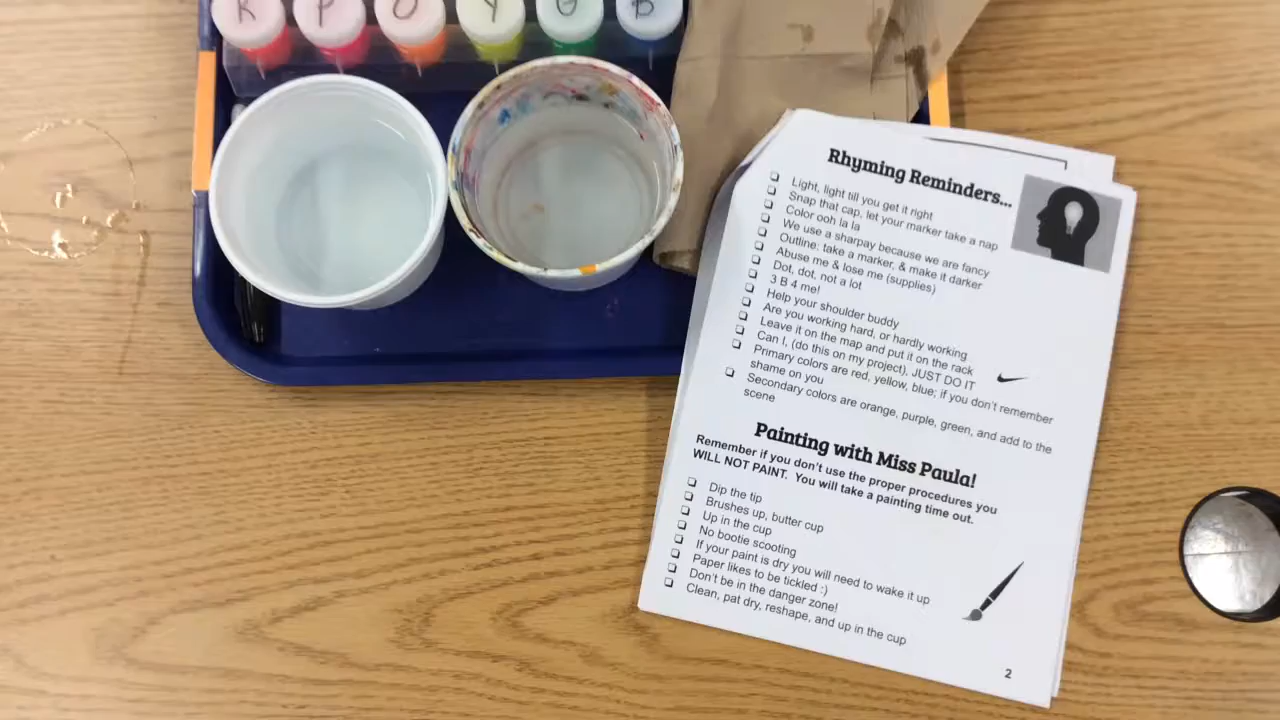 R P O Y G B
Rhyming Reminders...
Light, light till you get it right
Snap that cap, let your marker take a nap
Color ooh la la
We use a sharpay because we are fancy
Outline: take a marker, & make it darker
Abuse me & lose me (supplies)
Dot, dot, not a lot
3 B 4 me!
Help your shoulder buddy
Are you working hard, or hardly working
Leave it on the map and put it on the rack
Can I, (do this on my project), JUST DO IT
Primary colors are red, yellow, blue; if you don't remember
shame on you
Secondary colors are orange, purple, green, and add to the
scene
Painting with Miss Paula!
Remember if you don't use the proper procedures you
WILL NOT PAINT. You will take a painting time out.
Dip the tip
Brushes up, butter cup
Up in the cup
No bootie scooting
If your paint is dry you will need to wake it up
Paper likes to be tickled :)
Don't be in the danger zone!
Clean, pat dry, reshape, and up in the cup
2